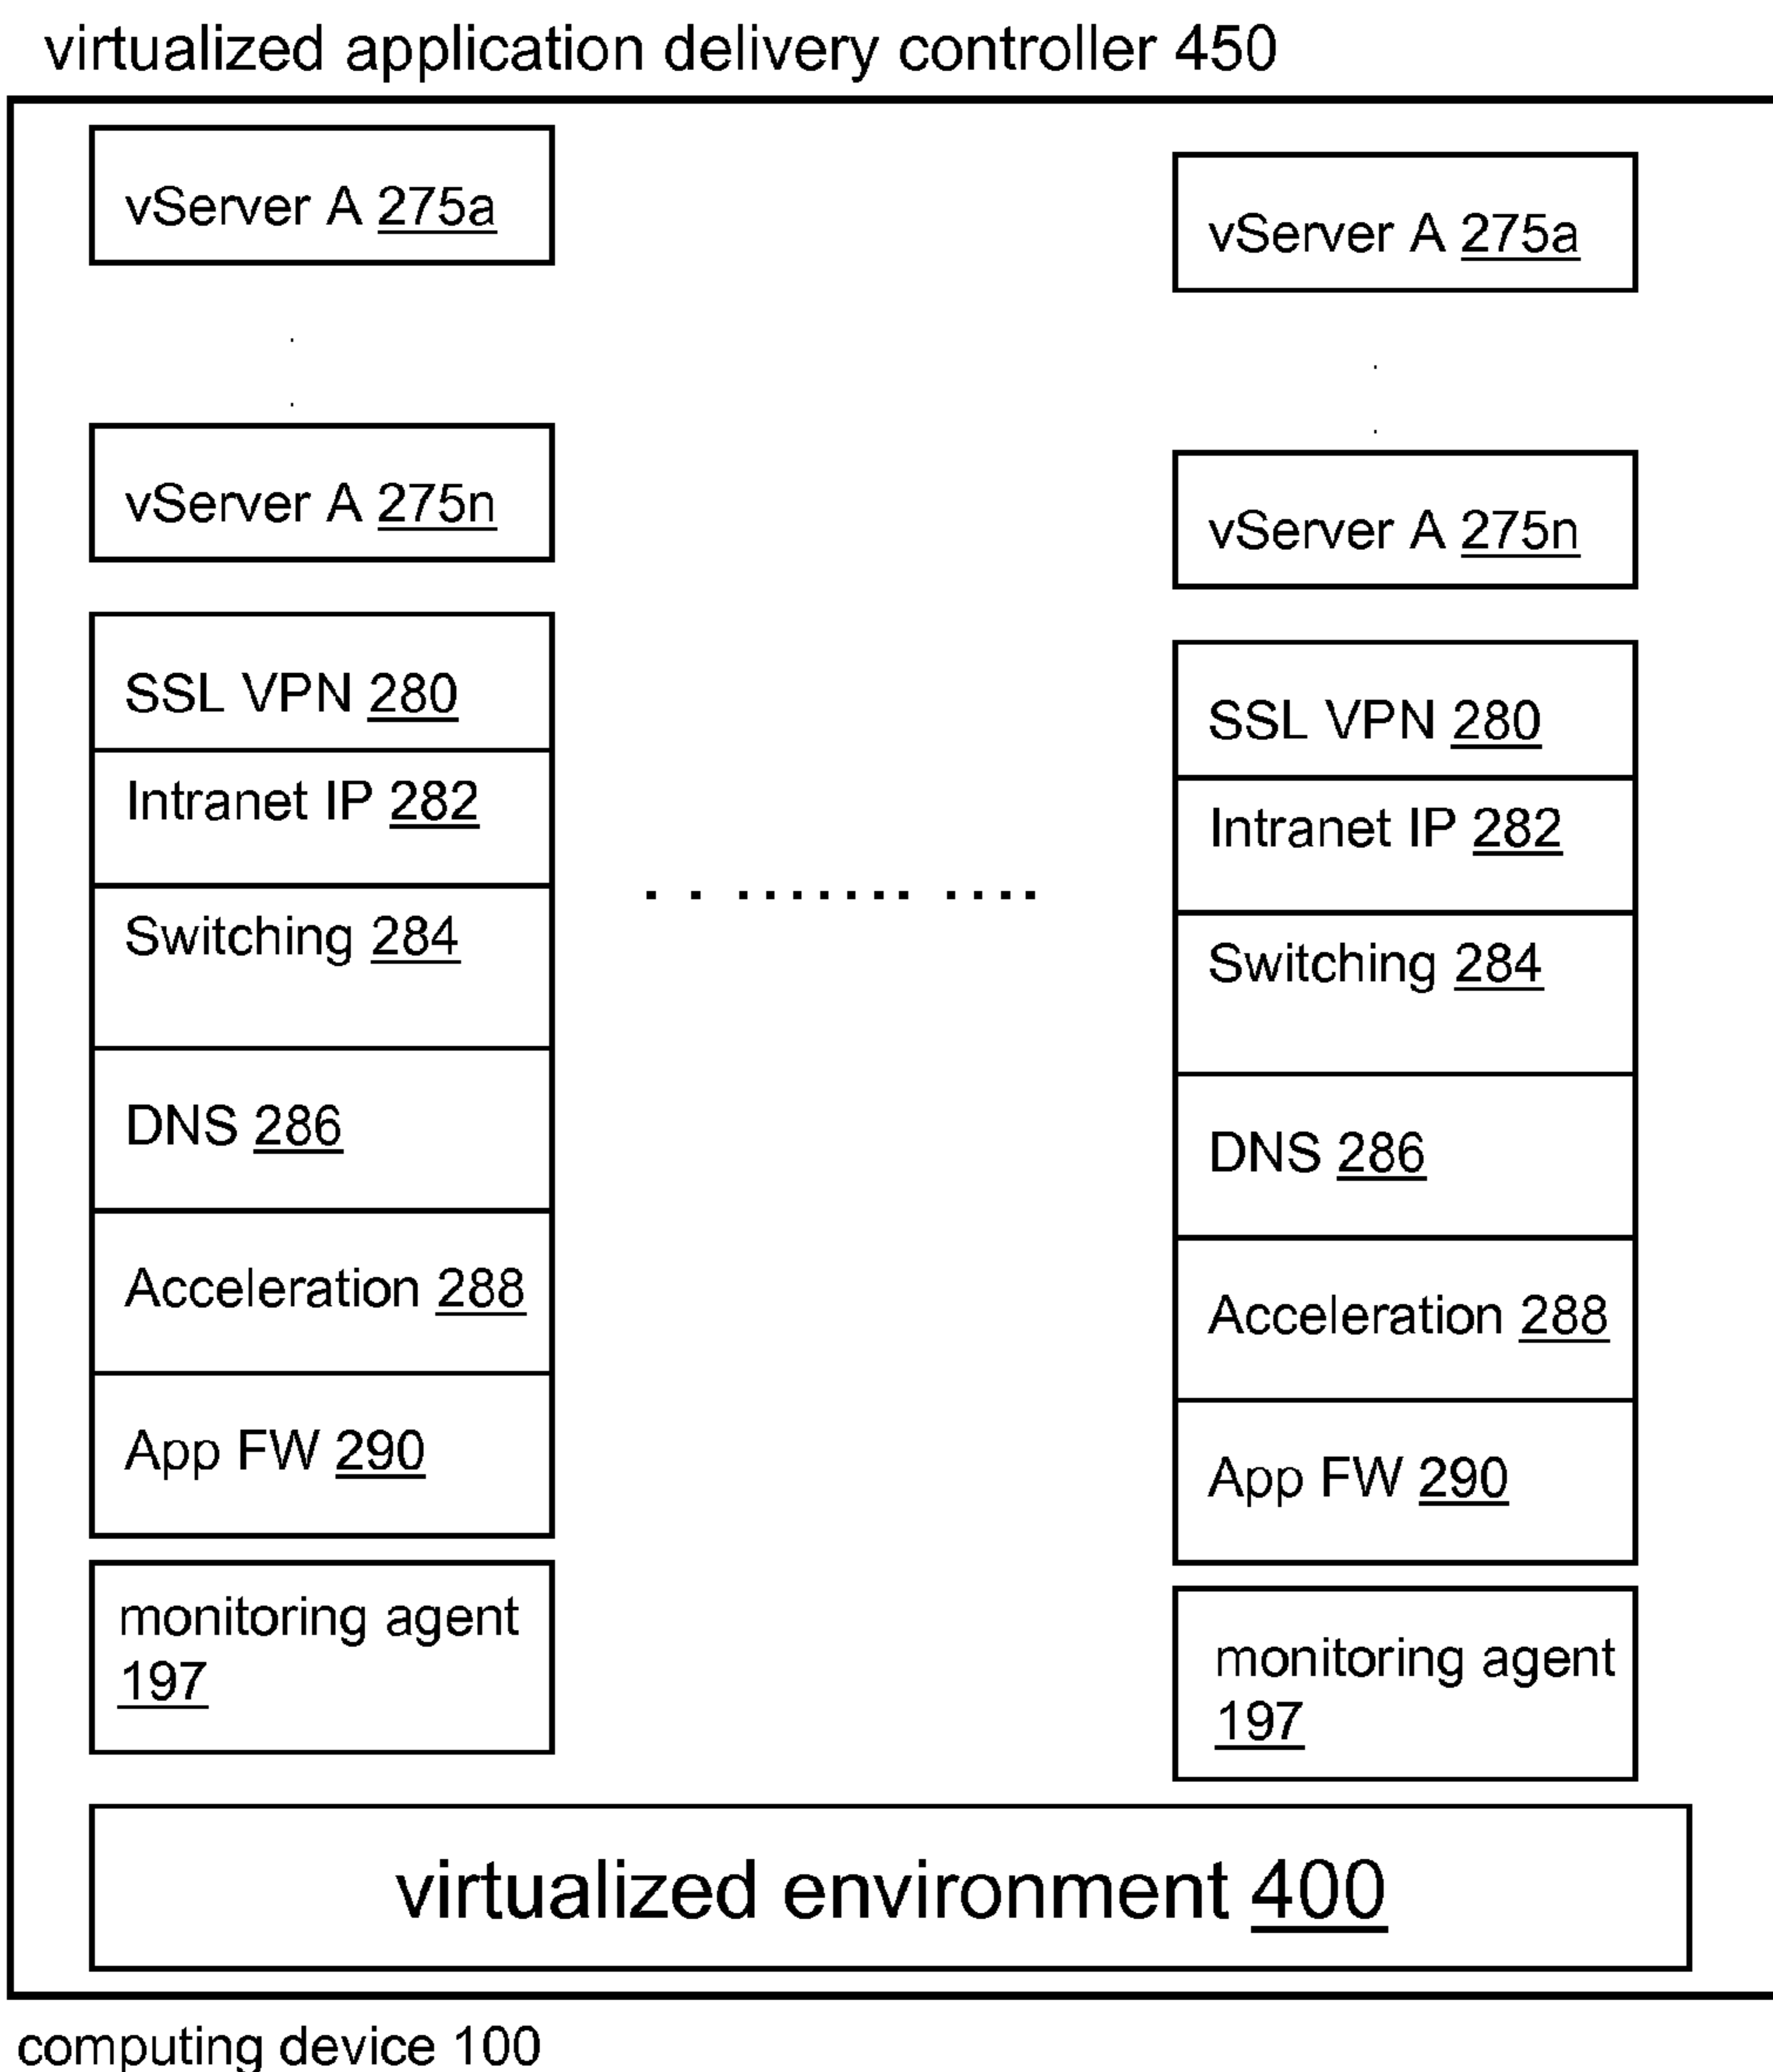 virtualized application delivery controller 450
vServer A 275a
vServer A 275n
SSL VPN 280
Intranet IP 282
Switching 284
DNS 286
Acceleration 288
App FW 290
monitoring agent
197
vServer A 275a
vServer A 275n
SSL VPN 280
Intranet IP 282
Switching 284
DNS 286
Acceleration 288
App FW 290
monitoring agent
197
virtualized environment 400
computing device 100